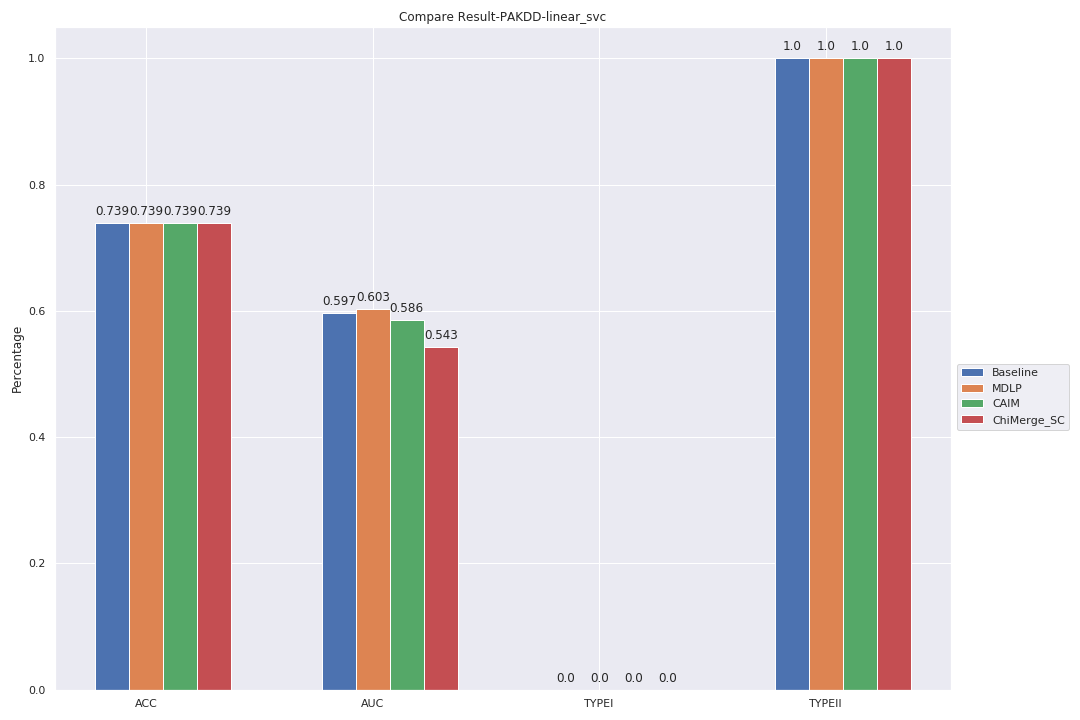 Compare Result-PAKDD-linear_svc
1.0 1.0 1.0 1.0
1.0
0.8
0.739 0.739 0.739 0.739
0.597 0.603 0.586 0.543
0.6
Percentage
0.4
0.2
0.0 0.0 0.0 0.0
0.0
ACC AUC TYPEI TYPEII
Baseline
MDLP
CAIM
ChiMerge_SC